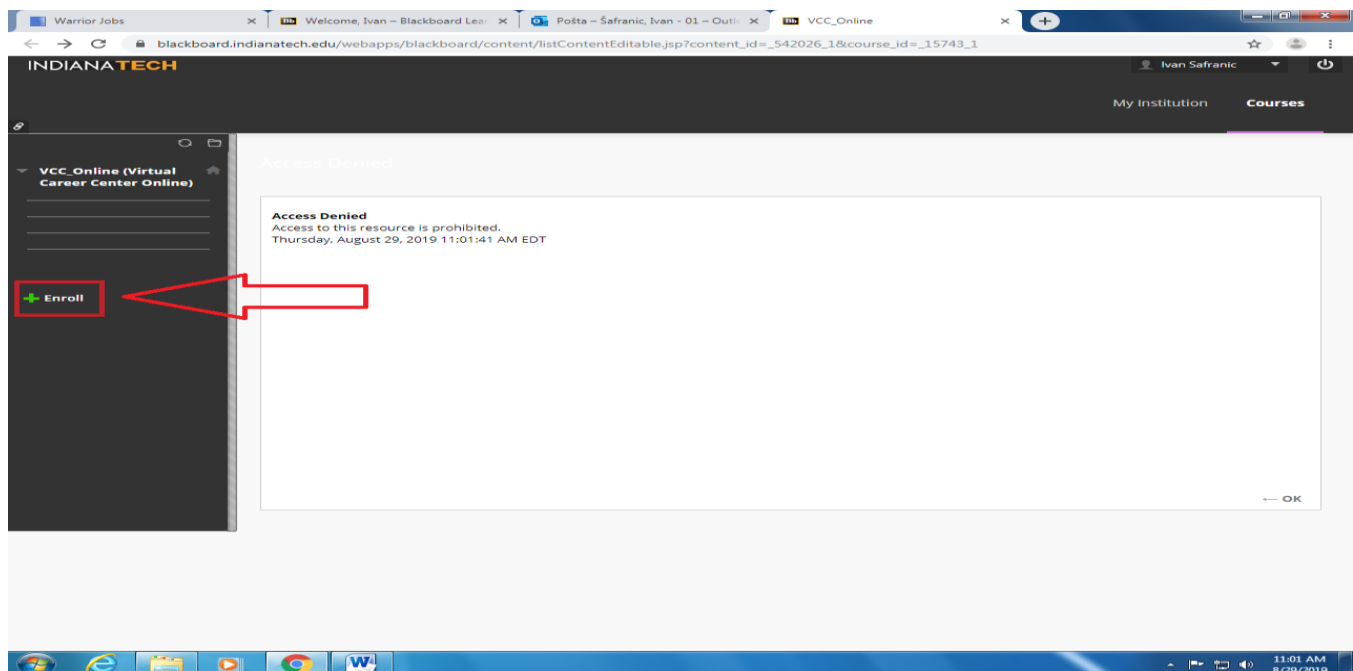 Warrior Jobs
Welcome, Ivan – Blackboard Lear
Pošta – Šafranic, Ivan - 01 – Outl
VCC_Online
blackboard.indianatech.edu/webapps/blackboard/content/listContentEditable.jsp?content_id=_542026_1&course_id=_15743_1
INDIANATECH
Ivan Safranic
My Institution
Courses
VCC_Online (Virtual
Career Center Online)
Access Denied
Access Denied
Access to this resource is prohibited.
Thursday, August 29, 2019 11:01:41 AM EDT
Enroll
OK
11:01 AM
8/29/2019